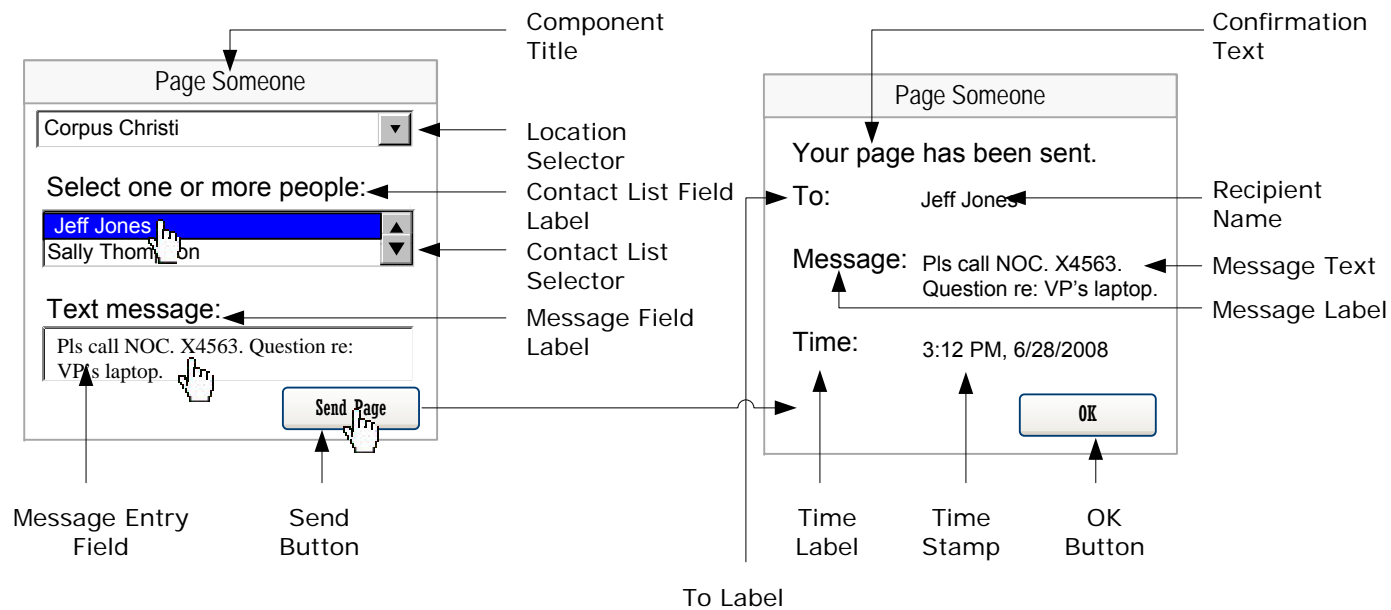 Component
Title
Page Someone
Corpus Christi
Location
Selector
Select one or more people:
Contact List Field
Label
Jeff Jones
Sally Thompson
Contact List
Selector
Text message:
Message Field
Label
Pls call NOC. X4563. Question re:
VP's laptop.
Send Page
Message Entry
Field
Send
Button
Confirmation
Text
Page Someone
Your page has been sent.
To:
Jeff Jones
Recipient
Name
Message:
Pls call NOC. X4563.
Question re: VP's laptop.
Message Text
Message Label
Time:
3:12 PM, 6/28/2008
OK
Time
Label
Time
Stamp
OK
Button
To Label